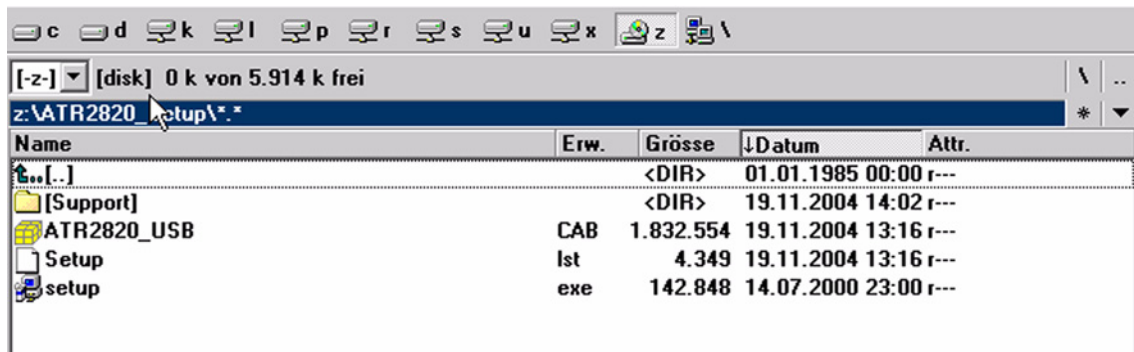 c d k l p r s u x z \
[-z-] [disk] 0 k von 5.914 k frei \ ..
z:\ATR2820_ etup\*.* *
Name Erw. Grösse ↓Datum Attr.
[..] <DIR> 01.01.1985 00:00 r---
[Support] <DIR> 19.11.2004 14:02 r---
ATR2820_USB CAB 1.832.554 19.11.2004 13:16 r---
Setup lst 4.349 19.11.2004 13:16 r---
setup exe 142.848 14.07.2000 23:00 r---